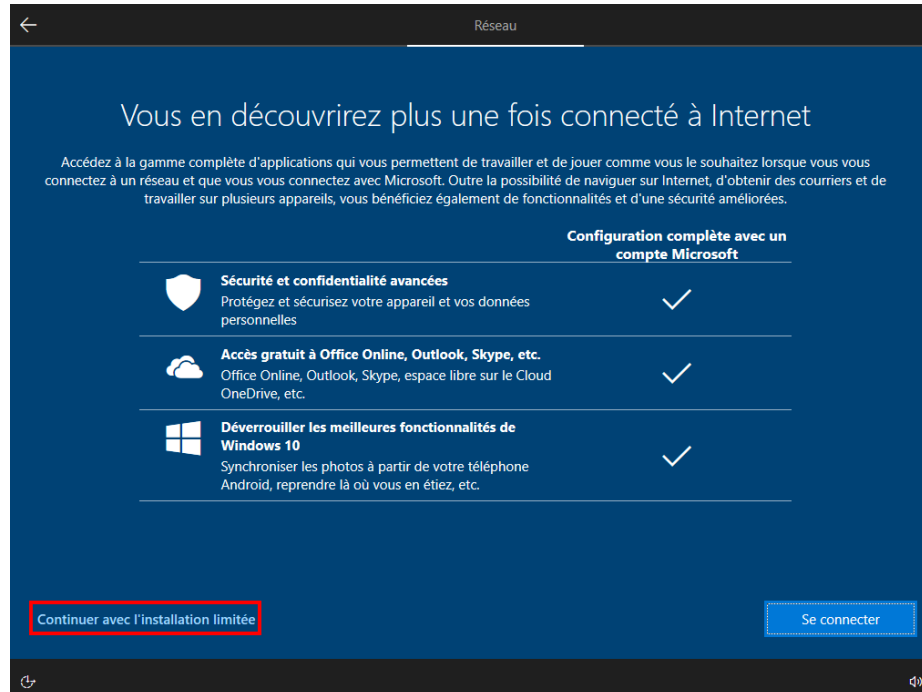 Réseau
Vous en découvrirez plus une fois connecté à Internet
Accédez à la gamme complète d'applications qui vous permettent de travailler et de jouer comme vous le souhaitez lorsque vous vous
connectez à un réseau et que vous vous connectez avec Microsoft. Outre la possibilité de naviguer sur Internet, d'obtenir des courriers et de
travailler sur plusieurs appareils, vous bénéficiez également de fonctionnalités et d'une sécurité améliorées.
Configuration complète avec un
compte Microsoft
Sécurité et confidentialité avancées
Protégez et sécurisez votre appareil et vos données
personnelles
Accès gratuit à Office Online, Outlook, Skype, etc.
Office Online, Outlook, Skype, espace libre sur le Cloud
OneDrive, etc.
Déverrouiller les meilleures fonctionnalités de
Windows 10
Synchroniser les photos à partir de votre téléphone
Android, reprendre là où vous en étiez, etc.
Continuer avec l'installation limitée
Se connecter